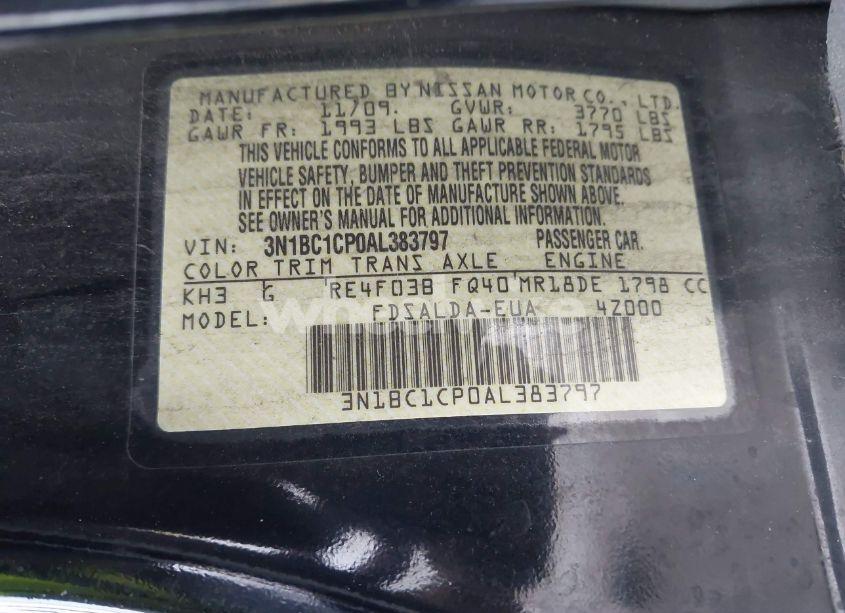 MANUFACTURED BY NISSAN MOTOR CO., LTD.
DATE: 11/09. GVWR: 3770 LBS
GAWR FR: 1993 LBS GAWR RR: 1795 LBS
THIS VEHICLE CONFORMS TO ALL APPLICABLE FEDERAL MOTOR
VEHICLE SAFETY, BUMPER AND THEFT PREVENTION STANDARDS
IN EFFECT ON THE DATE OF MANUFACTURE SHOWN ABOVE.
SEE OWNER'S MANUAL FOR ADDITIONAL INFORMATION.
VIN: 3N1BC1CP0AL383797 PASSENGER CAR.
COLOR TRIM TRANS AXLE ENGINE
KH3 G RE4F03B FQ40 MR18DE 1798 CC
MODEL: FDSALDA-EUA 4Z000
3N1BC1CP0AL383797